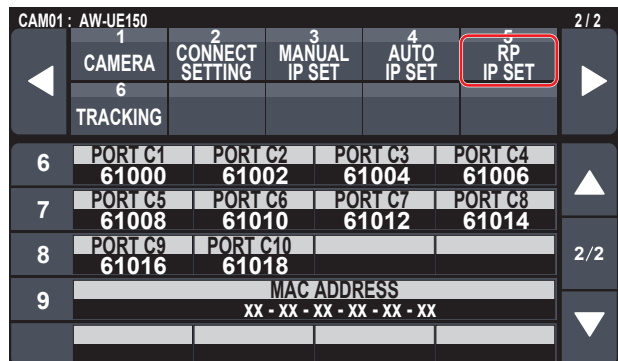 CAM01 : AW-UE150 2 / 2
1 2 3 4 5
CAMERA CONNECT SETTING MANUAL IP SET AUTO IP SET RP IP SET
6
TRACKING
6 PORT C1 PORT C2 PORT C3 PORT C4
61000 61002 61004 61006
7 PORT C5 PORT C6 PORT C7 PORT C8
61008 61010 61012 61014
8 PORT C9 PORT C10 2/2
61016 61018
9 MAC ADDRESS
XX - XX - XX - XX - XX - XX